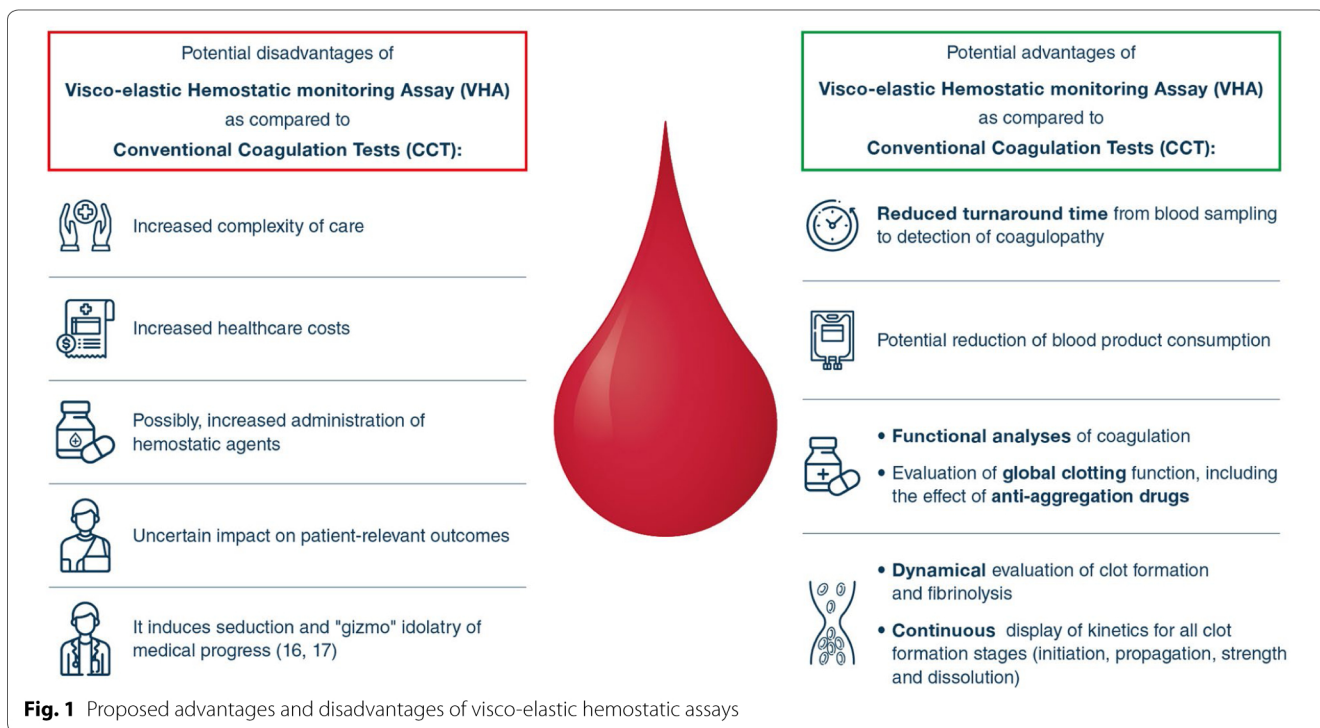 Potential disadvantages of
Visco-elastic Hemostatic monitoring Assay (VHA)
as compared to
Conventional Coagulation Tests (CCT):
Increased complexity of care
Increased healthcare costs
Possibly, increased administration of
hemostatic agents
Uncertain impact on patient-relevant outcomes
It induces seduction and "gizmo" idolatry of
medical progress (16, 17)
Potential advantages of
Visco-elastic Hemostatic monitoring Assay (VHA)
as compared to
Conventional Coagulation Tests (CCT):
Reduced turnaround time from blood sampling
to detection of coagulopathy
Potential reduction of blood product consumption
• Functional analyses of coagulation
• Evaluation of global clotting function, including
the effect of anti-aggregation drugs
• Dynamical evaluation of clot formation
and fibrinolysis
• Continuous display of kinetics for all clot
formation stages (initiation, propagation, strength
and dissolution)
Fig. 1 Proposed advantages and disadvantages of visco-elastic hemostatic assays